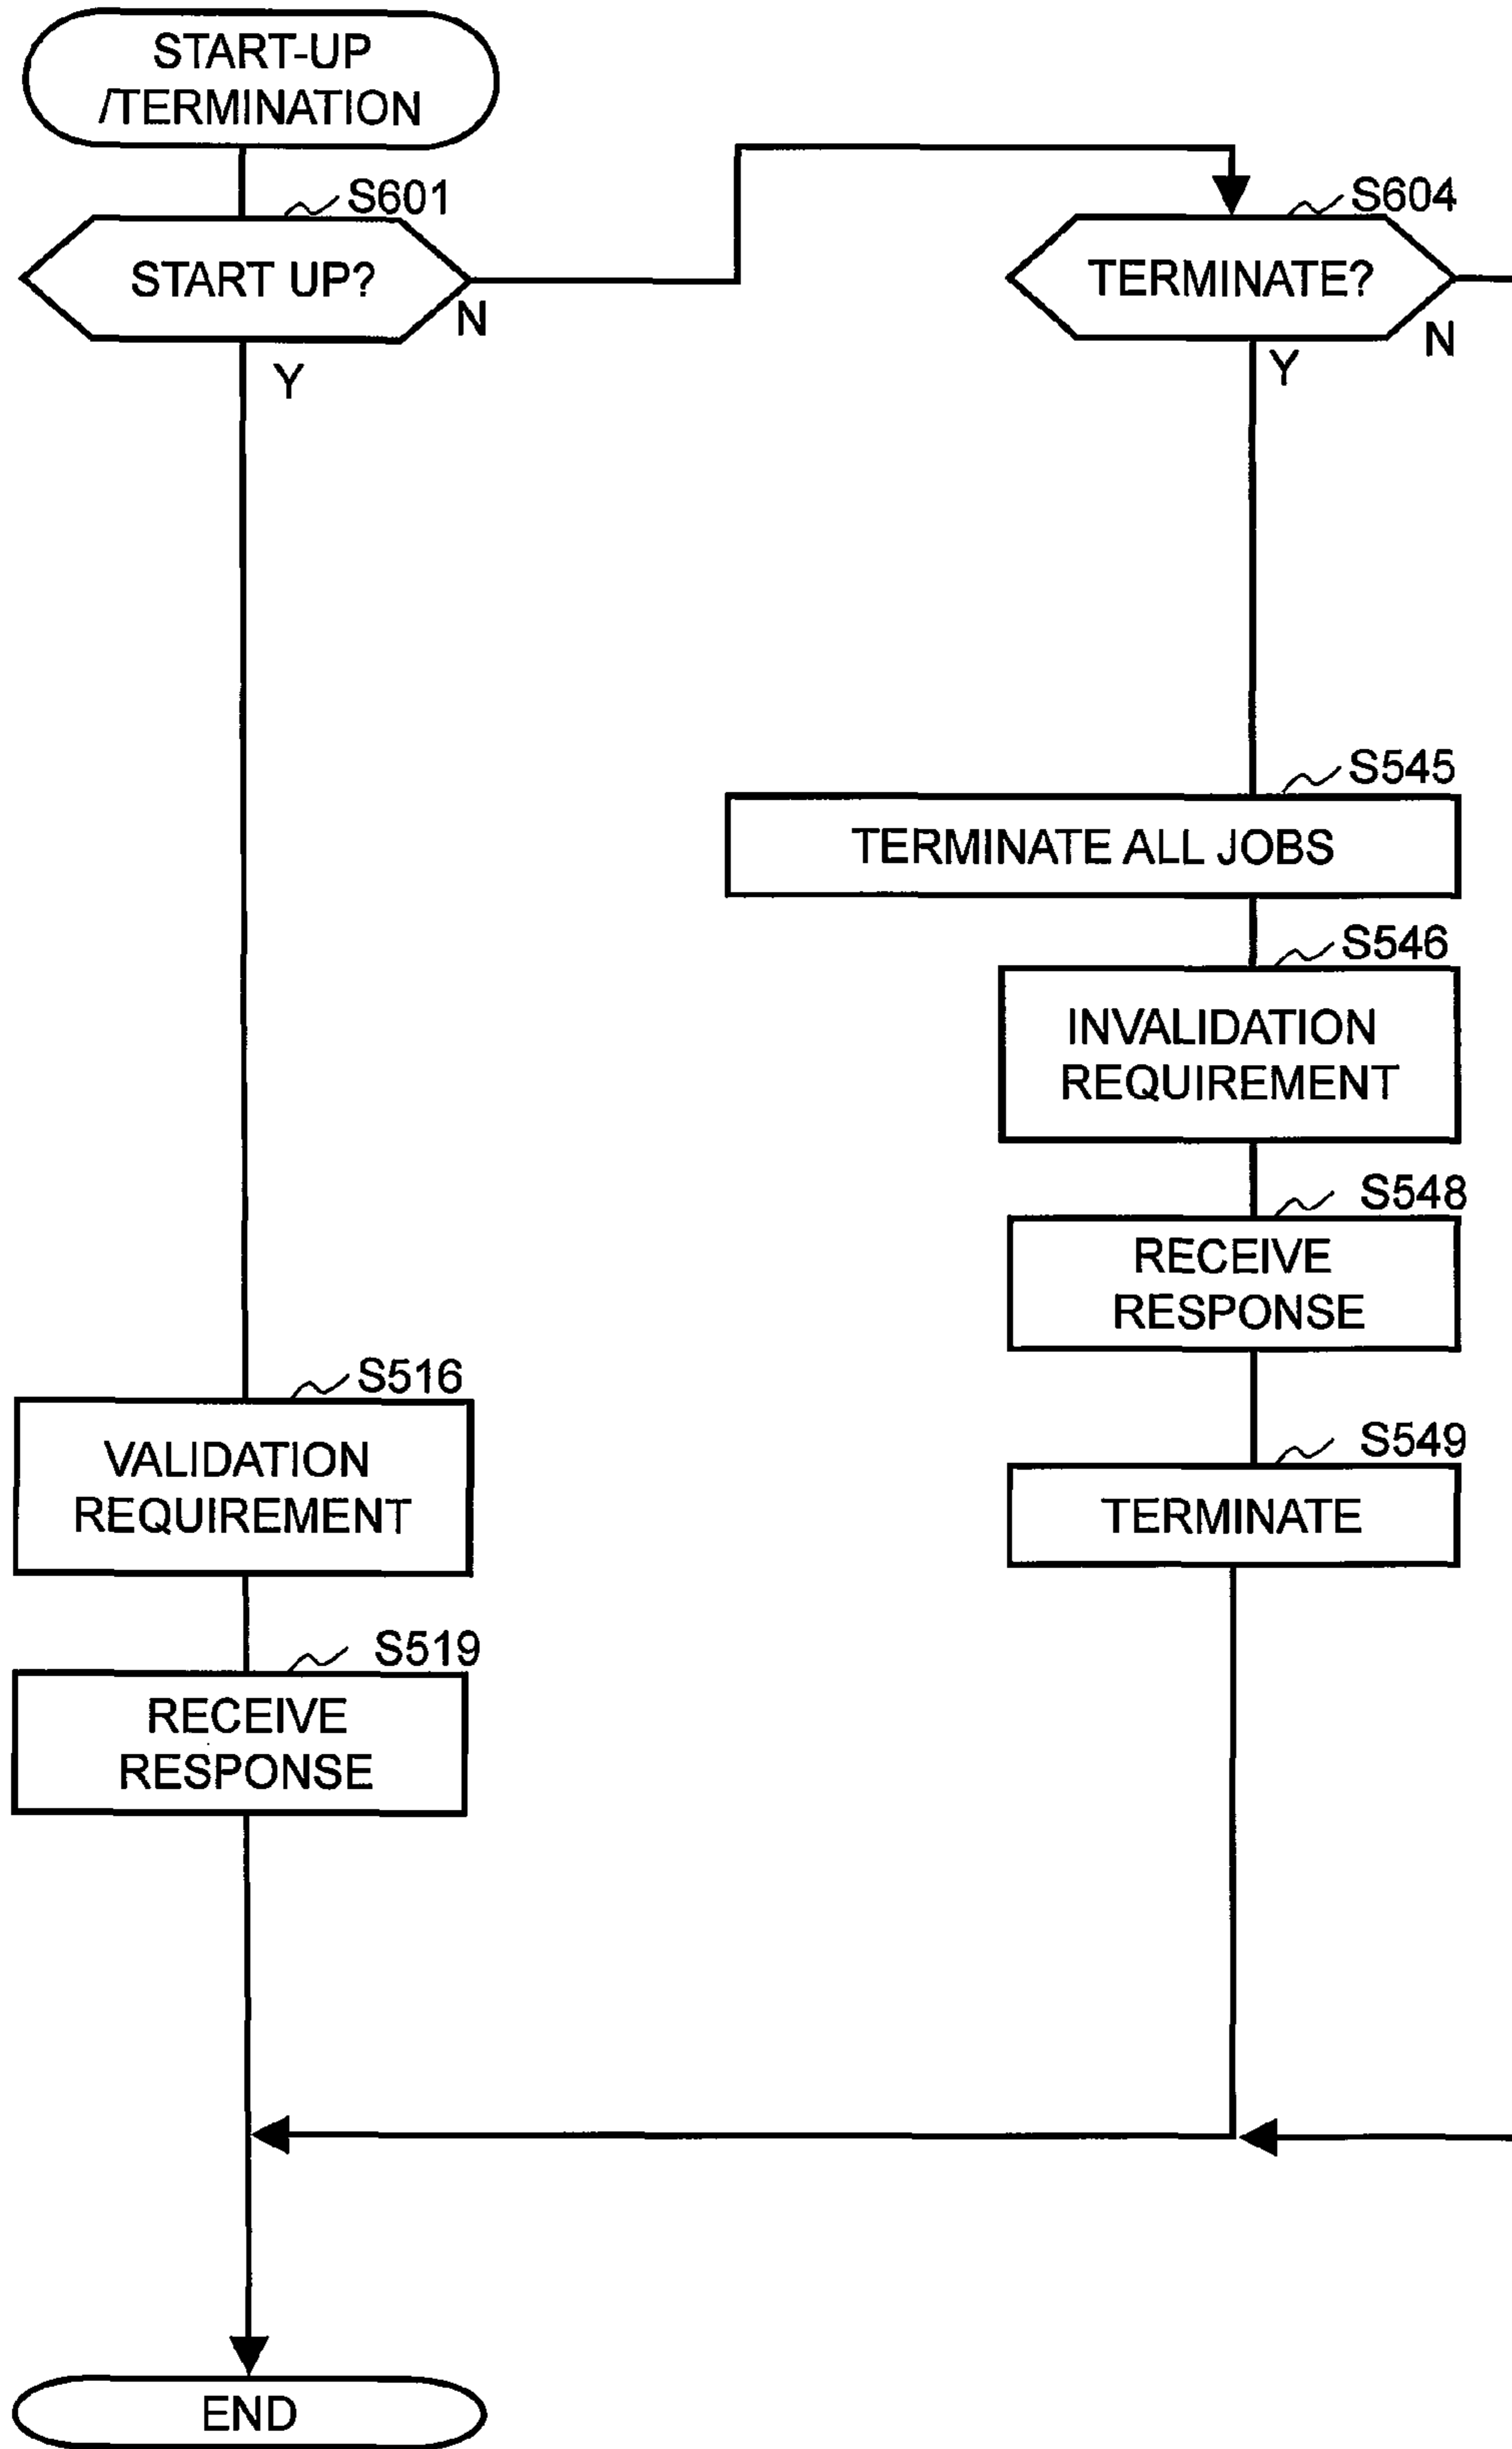 START-UP
/TERMINATION
S601
START UP?
N
Y
S604
TERMINATE?
N
Y
S545
TERMINATE ALL JOBS
S546
INVALIDATION
REQUIREMENT
S548
RECEIVE
RESPONSE
S549
TERMINATE
S516
VALIDATION
REQUIREMENT
S519
RECEIVE
RESPONSE
END